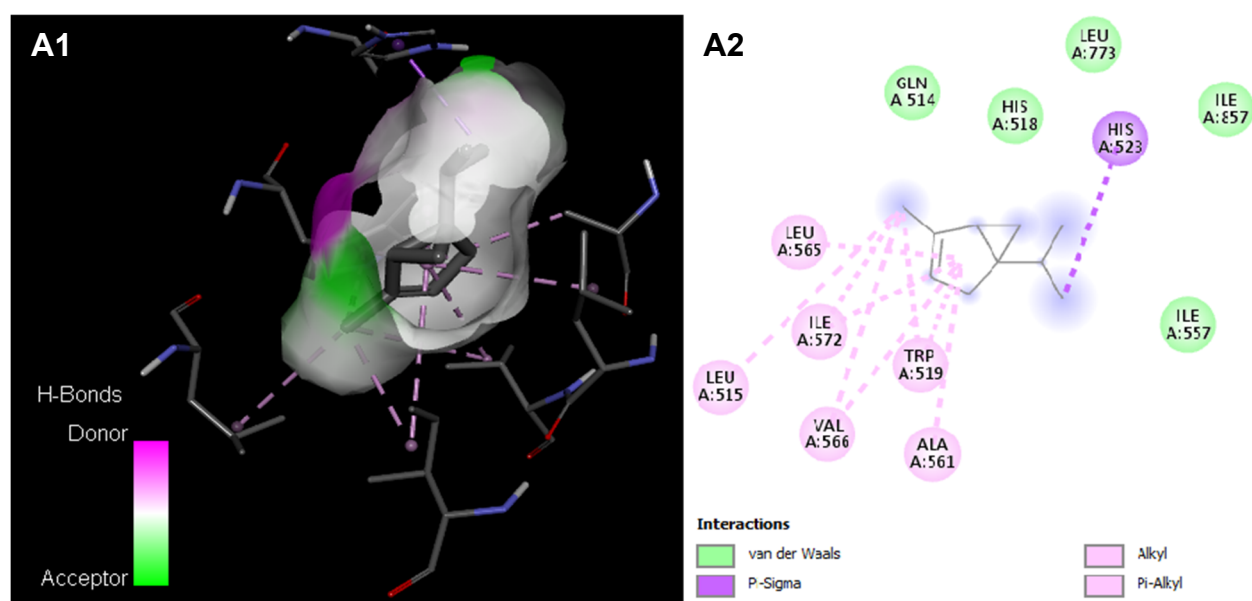 A1
H-Bonds
Donor
Acceptor
A2
LEU
A:773
GLN
A 514
HIS
A:518
ILE
A:857
HIS
A:523
LEU
A:565
ILE
A:572
TRP
A:519
ILE
A:557
LEU
A:515
VAL
A:566
ALA
A:561
Interactions
van der Waals
Pi-Sigma
Alkyl
Pi-Alkyl